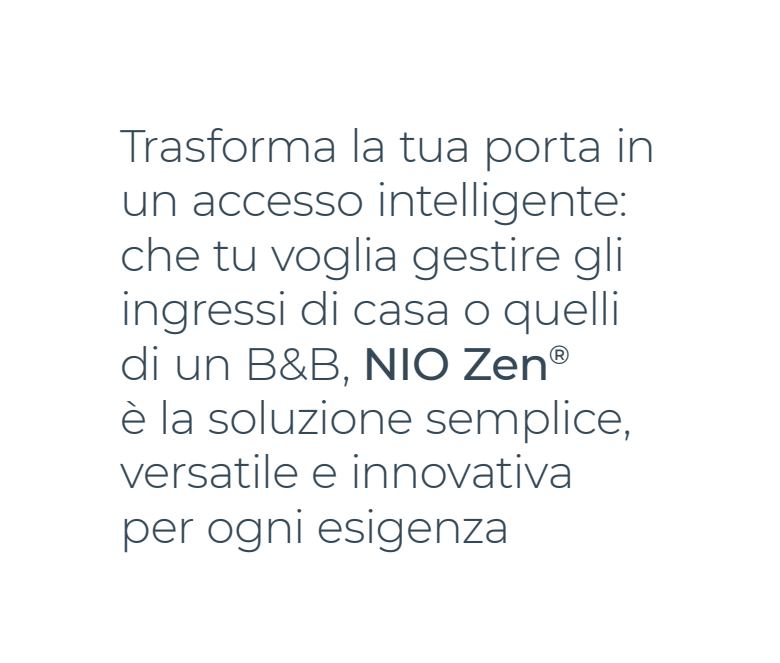 Trasforma la tua porta in
un accesso intelligente:
che tu voglia gestire gli
ingressi di casa o quelli
di un B&B, NIO Zen®
è la soluzione semplice,
versatile e innovativa
per ogni esigenza